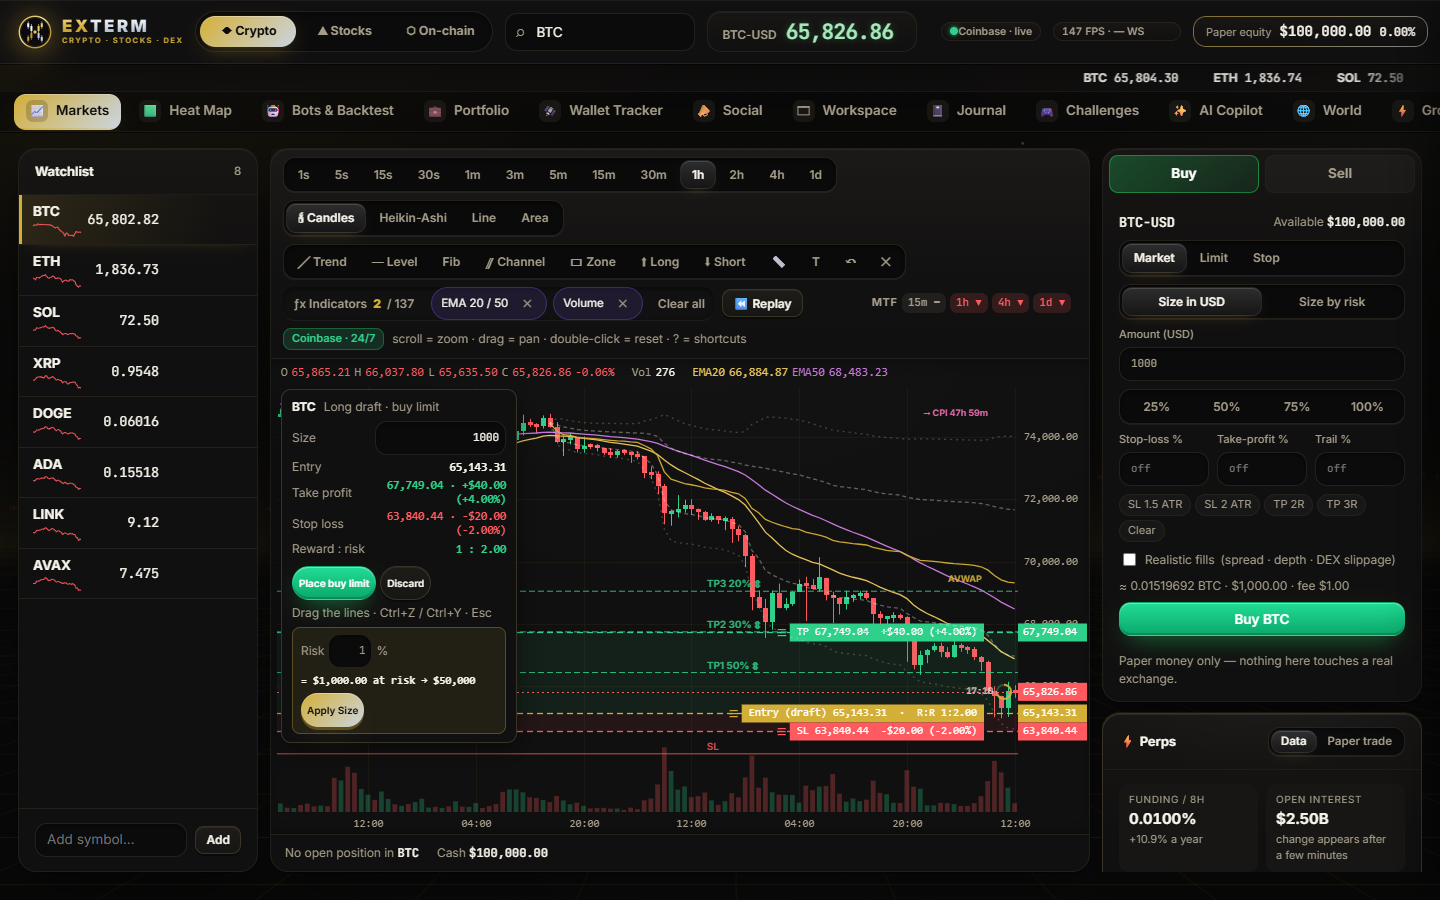 EXTERM
CRYPTO · STOCKS · DEX
Crypto
Stocks
On-chain
BTC
BTC-USD 65,826.86
Coinbase · live
147 FPS · — WS
Paper equity $100,000.00 0.00%
BTC 65,804.30 ETH 1,836.74 SOL 72.50
Markets
Heat Map
Bots & Backtest
Portfolio
Wallet Tracker
Social
Workspace
Journal
Challenges
AI Copilot
World
Watchlist 8
BTC 65,802.82
ETH 1,836.73
SOL 72.50
XRP 0.9548
DOGE 0.06016
ADA 0.15518
LINK 9.12
AVAX 7.475
Add symbol... Add
1s 5s 15s 30s 1m 3m 5m 15m 30m 1h 2h 4h 1d
Candles Heikin-Ashi Line Area
Trend — Level Fib Channel Zone Long Short T ✕
ƒx Indicators 2 / 137 EMA 20 / 50 ✕ Volume ✕ Clear all Replay MTF 15m − 1h ▼ 4h ▼ 1d ▼
Coinbase · 24/7 scroll = zoom · drag = pan · double-click = reset · ? = shortcuts
O 65,865.21 H 66,037.80 L 65,635.50 C 65,826.86 -0.06% Vol 276 EMA20 66,884.87 EMA50 68,483.23
BTC Long draft · buy limit
Size 1000
Entry 65,143.31
Take profit 67,749.04 · +$40.00
(+4.00%)
Stop loss 63,840.44 · -$20.00
(-2.00%)
Reward : risk 1 : 2.00
Place buy limit Discard
Drag the lines · Ctrl+Z / Ctrl+Y · Esc
Risk 1 %
= $1,000.00 at risk → $50,000
Apply Size
→ CPI 47h 59m
74,000.00
72,000.00
70,000.00
AVWAP
TP3 20%
TP2 30%
TP 67,749.04 +$40.00 (+4.00%) 67,749.04
TP1 50%
65,826.86
Entry (draft) 65,143.31 · R:R 1:2.00 65,143.31
SL 63,840.44 -$20.00 (-2.00%) 63,840.44
SL
12:00 04:00 20:00 12:00 04:00 20:00 12:00
No open position in BTC Cash $100,000.00
Buy Sell
BTC-USD Available $100,000.00
Market Limit Stop
Size in USD Size by risk
Amount (USD)
1000
25% 50% 75% 100%
Stop-loss % Take-profit % Trail %
off off off
SL 1.5 ATR SL 2 ATR TP 2R TP 3R
Clear
Realistic fills (spread · depth · DEX slippage)
≈ 0.01519692 BTC · $1,000.00 · fee $1.00
Buy BTC
Paper money only — nothing here touches a real
exchange.
Perps Data Paper trade
FUNDING / 8H
0.0100%
+10.9% a year
OPEN INTEREST
$2.50B
change appears after
a few minutes